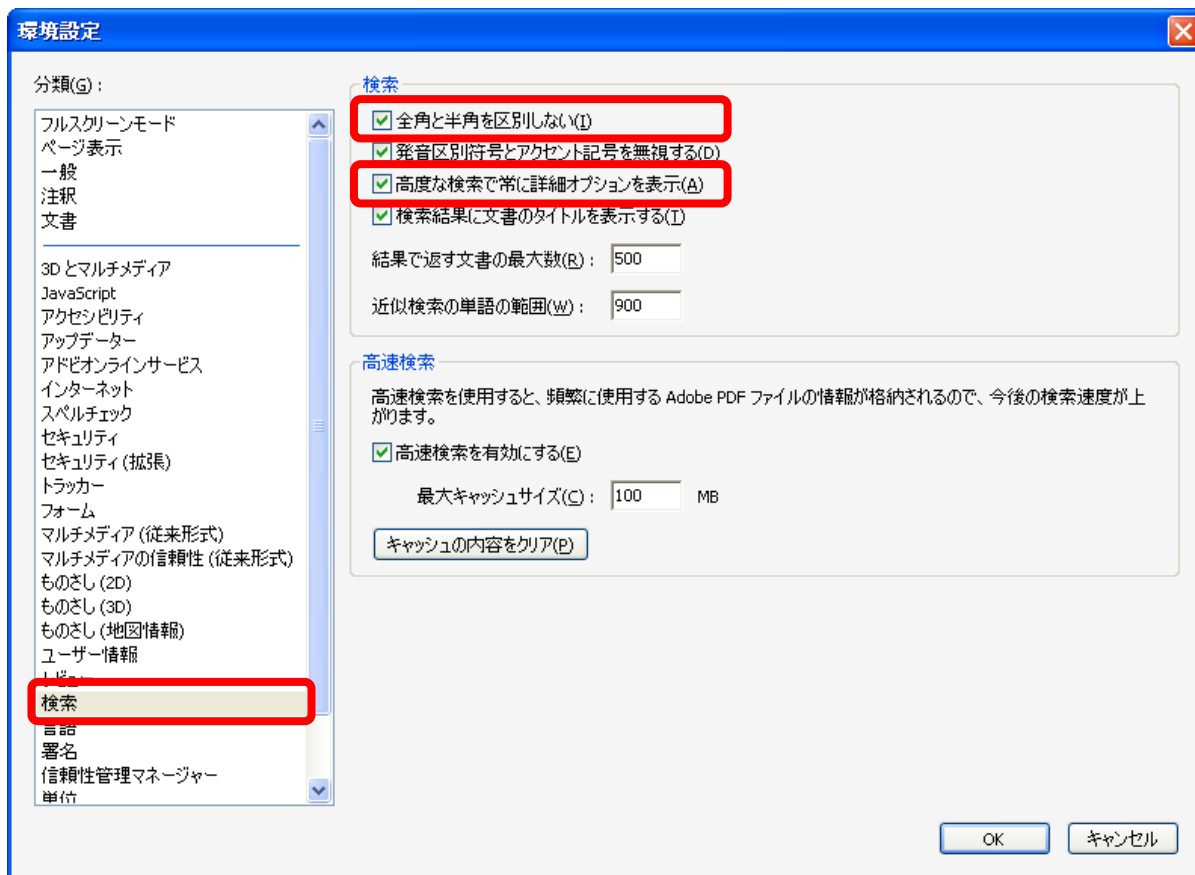 環境設定
分類(G):
フルスクリーンモード
ページ表示
一般
注釈
文書
3D とマルチメディア
JavaScript
アクセシビリティ
アップデーター
アドビオンラインサービス
インターネット
スペルチェック
セキュリティ
セキュリティ (拡張)
トラッカー
フォーム
マルチメディア (従来形式)
マルチメディアの信頼性 (従来形式)
ものさし (2D)
ものさし (3D)
ものさし (地図情報)
ユーザー情報
レビュー
検索
言語
署名
信頼性管理マネージャー
単位
検索
全角と半角を区別しない(I)
発音区別符号とアクセント記号を無視する(D)
高度な検索で常に詳細オプションを表示(A)
検索結果に文書のタイトルを表示する(T)
結果で返す文書の最大数(R): 500
近似検索の単語の範囲(W): 900
高速検索
高速検索を使用すると、頻繁に使用する Adobe PDF ファイルの情報が格納されるので、今後の検索速度が上
がります。
高速検索を有効にする(E)
最大キャッシュサイズ(C): 100 MB
キャッシュの内容をクリア(P)
OK
キャンセル